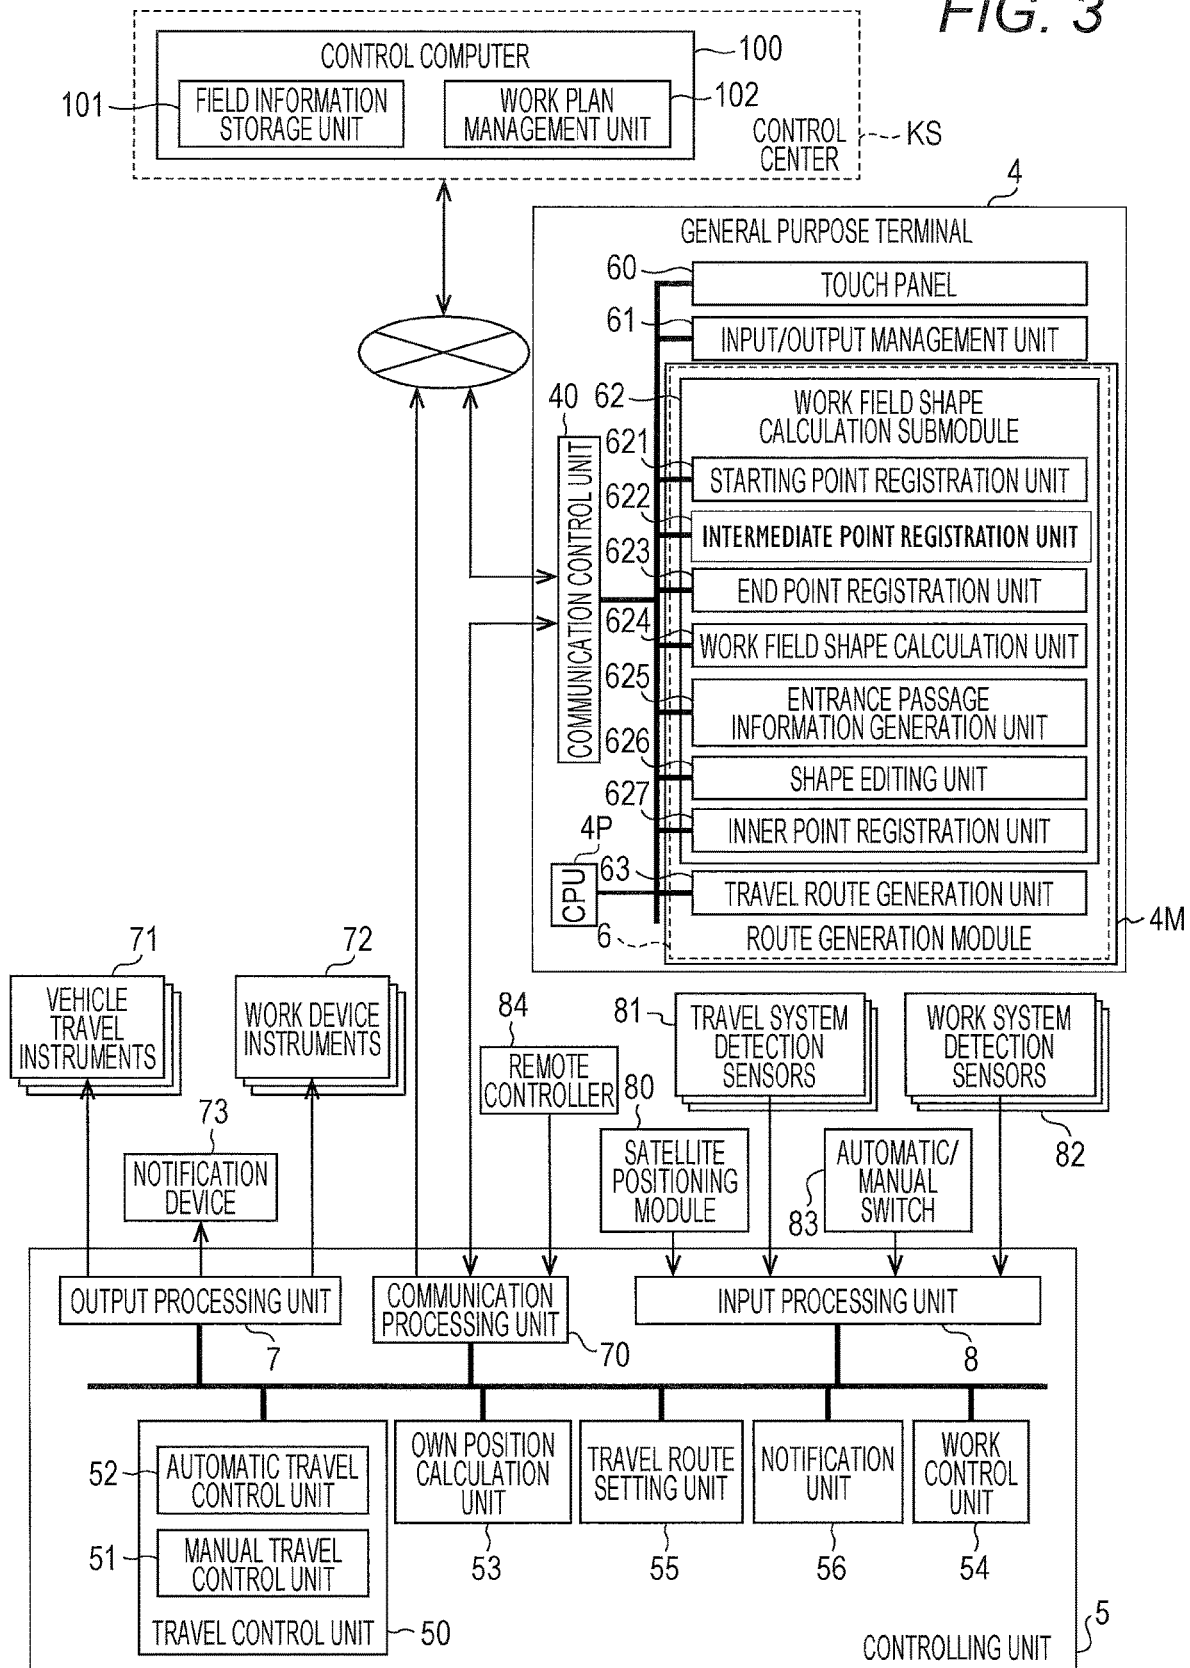 FIG. 3
CONTROL COMPUTER
100
101
FIELD INFORMATION
STORAGE UNIT
WORK PLAN
MANAGEMENT UNIT
102
CONTROL
CENTER
KS
4
GENERAL PURPOSE TERMINAL
60
TOUCH PANEL
61
INPUT/OUTPUT MANAGEMENT UNIT
62
WORK FIELD SHAPE
CALCULATION SUBMODULE
40
COMMUNICATION CONTROL UNIT
621
STARTING POINT REGISTRATION UNIT
622
INTERMEDIATE POINT REGISTRATION UNIT
623
END POINT REGISTRATION UNIT
624
WORK FIELD SHAPE CALCULATION UNIT
625
ENTRANCE PASSAGE
INFORMATION GENERATION UNIT
626
SHAPE EDITING UNIT
627
INNER POINT REGISTRATION UNIT
4P
CPU
63
TRAVEL ROUTE GENERATION UNIT
6
ROUTE GENERATION MODULE
4M
71
VEHICLE
TRAVEL
INSTRUMENTS
72
WORK DEVICE
INSTRUMENTS
73
NOTIFICATION
DEVICE
84
REMOTE
CONTROLLER
81
TRAVEL SYSTEM
DETECTION
SENSORS
WORK SYSTEM
DETECTION
SENSORS
82
80
SATELLITE
POSITIONING
MODULE
AUTOMATIC/
MANUAL
SWITCH
83
OUTPUT PROCESSING UNIT
7
COMMUNICATION
PROCESSING UNIT
70
INPUT PROCESSING UNIT
8
52
AUTOMATIC TRAVEL
CONTROL UNIT
51
MANUAL TRAVEL
CONTROL UNIT
TRAVEL CONTROL UNIT
50
OWN POSITION
CALCULATION
UNIT
53
TRAVEL ROUTE
SETTING UNIT
55
NOTIFICATION
UNIT
56
WORK
CONTROL
UNIT
54
5
CONTROLLING UNIT